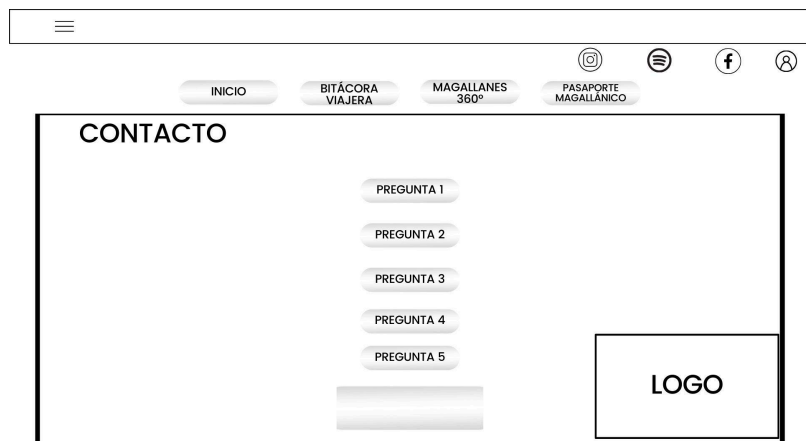 INICIO
BITÁCORA
VIAJERA
MAGALLANES
360º
PASAPORTE
MAGALLÁNICO
CONTACTO
PREGUNTA 1
PREGUNTA 2
PREGUNTA 3
PREGUNTA 4
PREGUNTA 5
LOGO